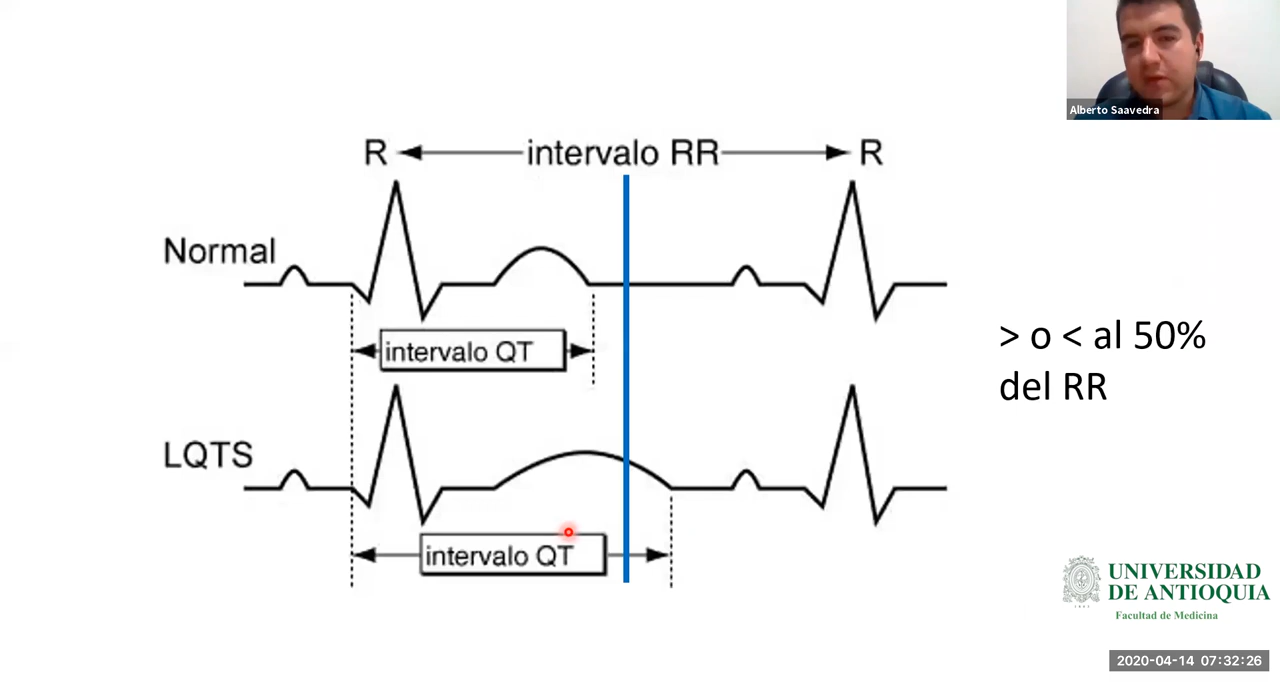 Alberto Saavedra
R intervalo RR R
Normal
intervalo QT
LQTS
intervalo QT
> o < al 50%
del RR
UNIVERSIDAD
DE ANTIOQUIA
1803
Facultad de Medicina
2020-04-14 07:32:26